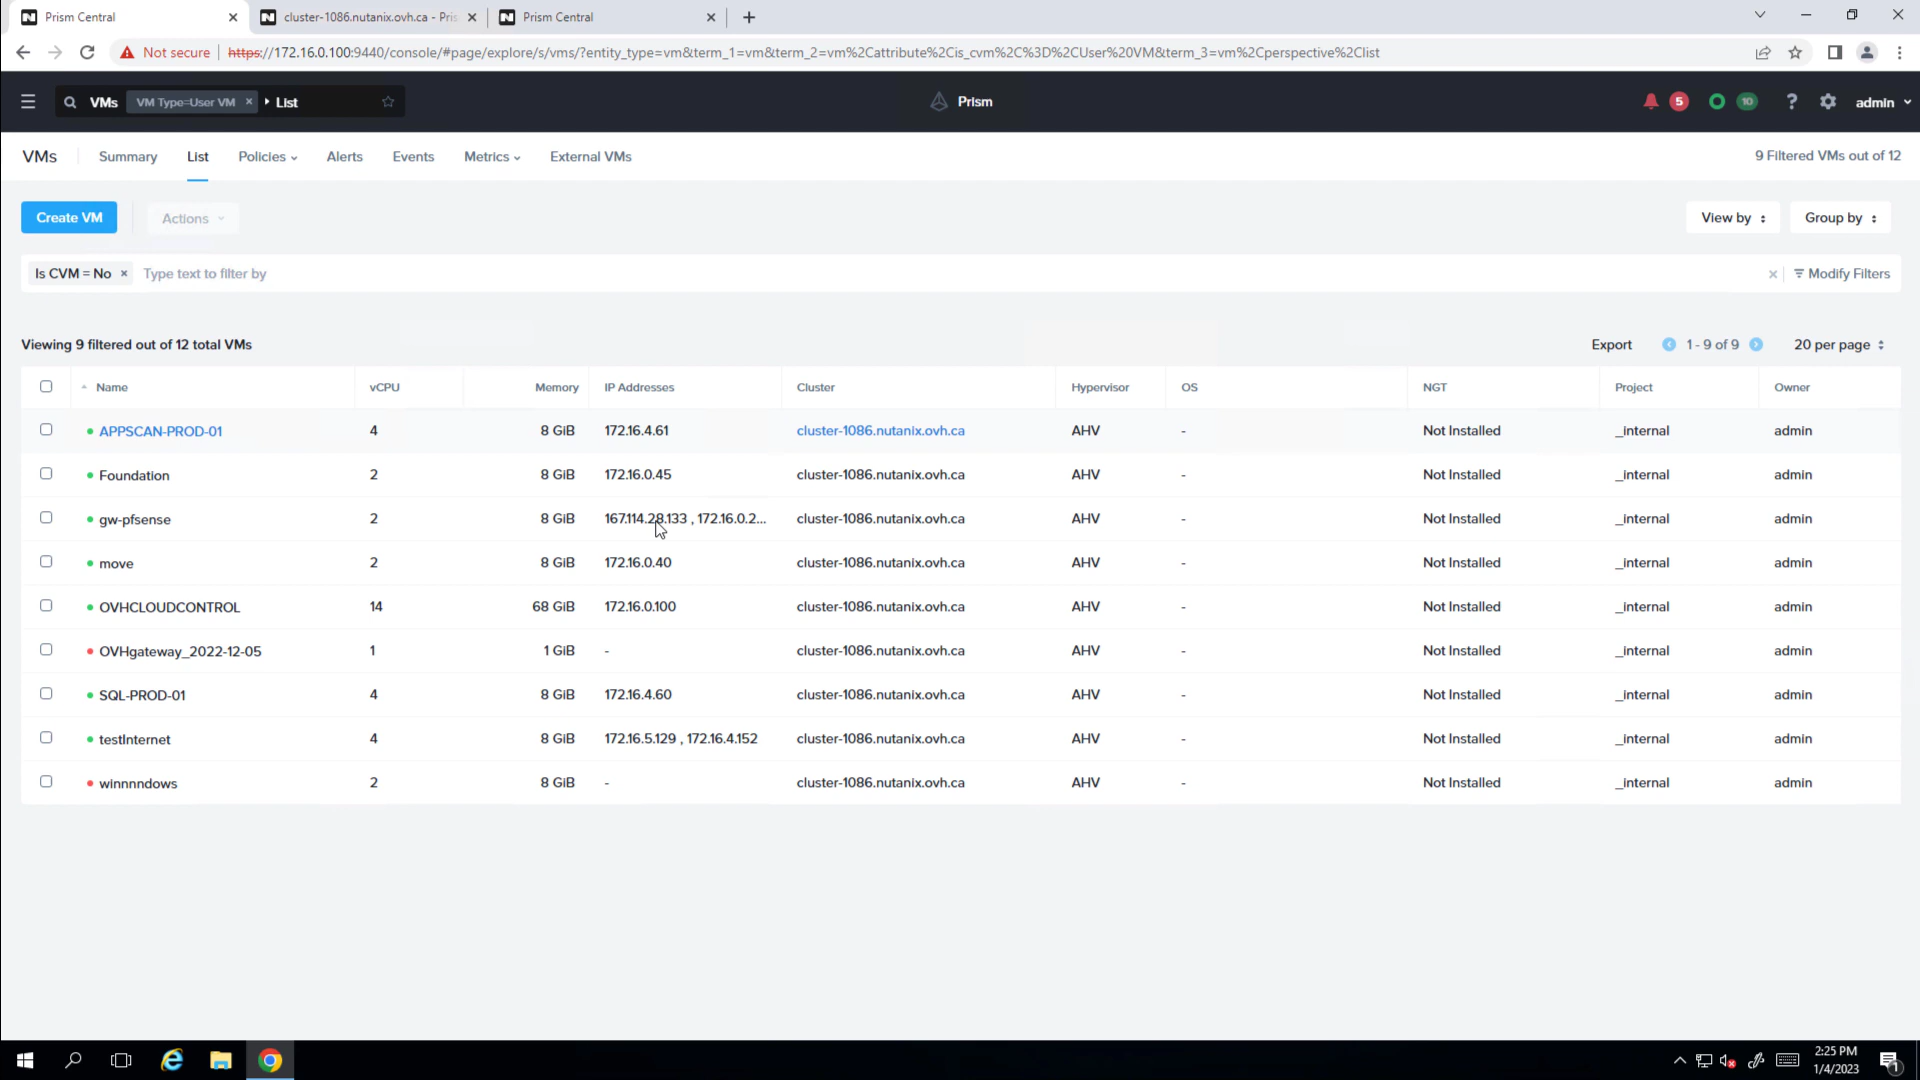 Prism Central
cluster-1086.nutanix.ovh.ca - Pris
Prism Central
Not secure
https://172.16.0.100:9440/console/#page/explore/s/vms/?entity_type=vm&term_1=vm&term_2=vm%2Cattribute%2Cis_cvm%2C%3D%2CUser%20VM&term_3=vm%2Cperspective%2Clist
VMs VM Type=User VM × List
Prism
5
10
?
admin
VMs Summary List Policies Alerts Events Metrics External VMs
9 Filtered VMs out of 12
Create VM Actions
View by Group by
Is CVM = No × Type text to filter by
× Modify Filters
Viewing 9 filtered out of 12 total VMs
Export 1 - 9 of 9 20 per page
Name vCPU Memory IP Addresses Cluster Hypervisor OS NGT Project Owner
APPSCAN-PROD-01 4 8 GiB 172.16.4.61 cluster-1086.nutanix.ovh.ca AHV - Not Installed _internal admin
Foundation 2 8 GiB 172.16.0.45 cluster-1086.nutanix.ovh.ca AHV - Not Installed _internal admin
gw-pfsense 2 8 GiB 167.114.28.133 , 172.16.0.2... cluster-1086.nutanix.ovh.ca AHV - Not Installed _internal admin
move 2 8 GiB 172.16.0.40 cluster-1086.nutanix.ovh.ca AHV - Not Installed _internal admin
OVHCLOUDCONTROL 14 68 GiB 172.16.0.100 cluster-1086.nutanix.ovh.ca AHV - Not Installed _internal admin
OVHgateway_2022-12-05 1 1 GiB - cluster-1086.nutanix.ovh.ca AHV - Not Installed _internal admin
SQL-PROD-01 4 8 GiB 172.16.4.60 cluster-1086.nutanix.ovh.ca AHV - Not Installed _internal admin
testInternet 4 8 GiB 172.16.5.129 , 172.16.4.152 cluster-1086.nutanix.ovh.ca AHV - Not Installed _internal admin
winnnndows 2 8 GiB - cluster-1086.nutanix.ovh.ca AHV - Not Installed _internal admin
2:25 PM
1/4/2023
1